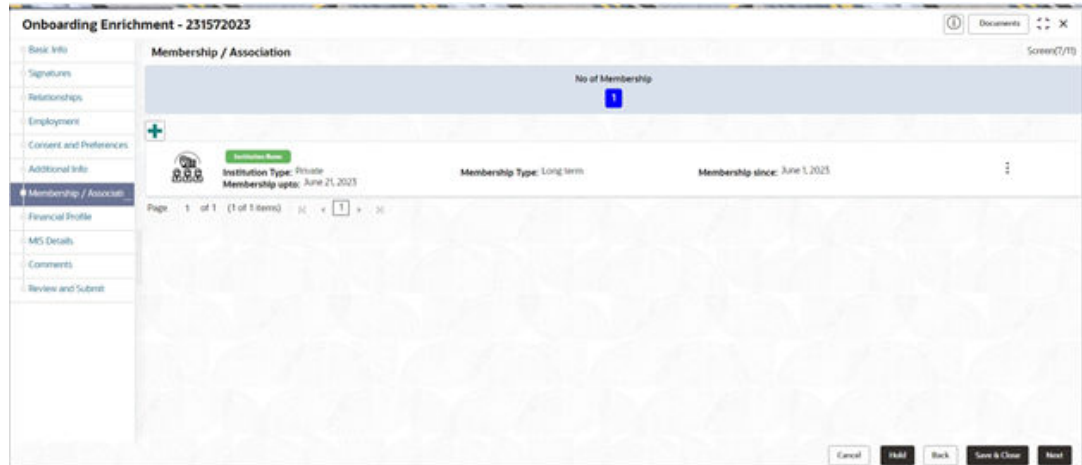 Onboarding Enrichment - 231572023
Documents
Basic Info
Signatures
Relationships
Employment
Consent and Preferences
Additional Info
Membership / Associati...
Financial Profile
MIS Details
Comments
Review and Submit
Membership / Association
Screen(7/11)
No of Membership
1
Institution Name
Institution Type: Private
Membership upto: June 21, 2023
Membership Type: Long term
Membership since: June 1, 2023
Page 1 of 1 (1 of 1 items) 1
Cancel
Hold
Back
Save & Close
Next